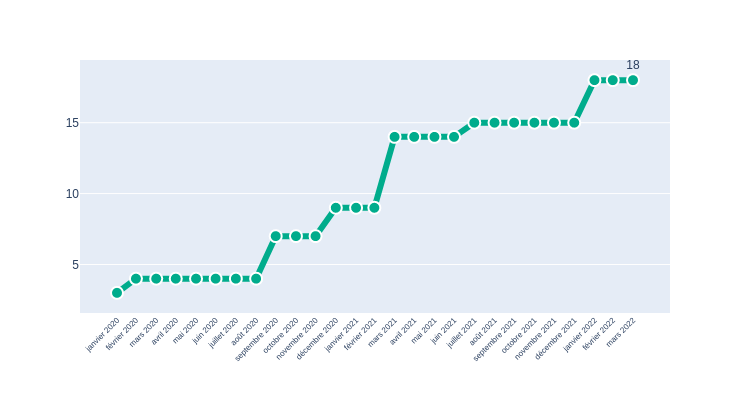 18
15
10
5
janvier 2020
février 2020
mars 2020
avril 2020
mai 2020
juin 2020
juillet 2020
août 2020
septembre 2020
octobre 2020
novembre 2020
décembre 2020
janvier 2021
février 2021
mars 2021
avril 2021
mai 2021
juin 2021
juillet 2021
août 2021
septembre 2021
octobre 2021
novembre 2021
décembre 2021
janvier 2022
février 2022
mars 2022